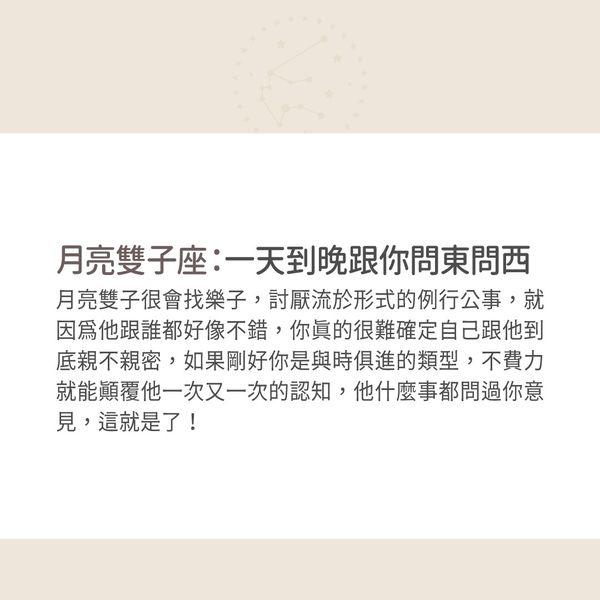 月亮雙子座：一天到晚跟你問東問西
月亮雙子很會找樂子，討厭流於形式的例行公事，就
因爲他跟誰都好像不錯，你眞的很難確定自己跟他到
底親不親密，如果剛好你是與時俱進的類型，不費力
就能顛覆他一次又一次的認知，他什麼事都問過你意
見，這就是了！